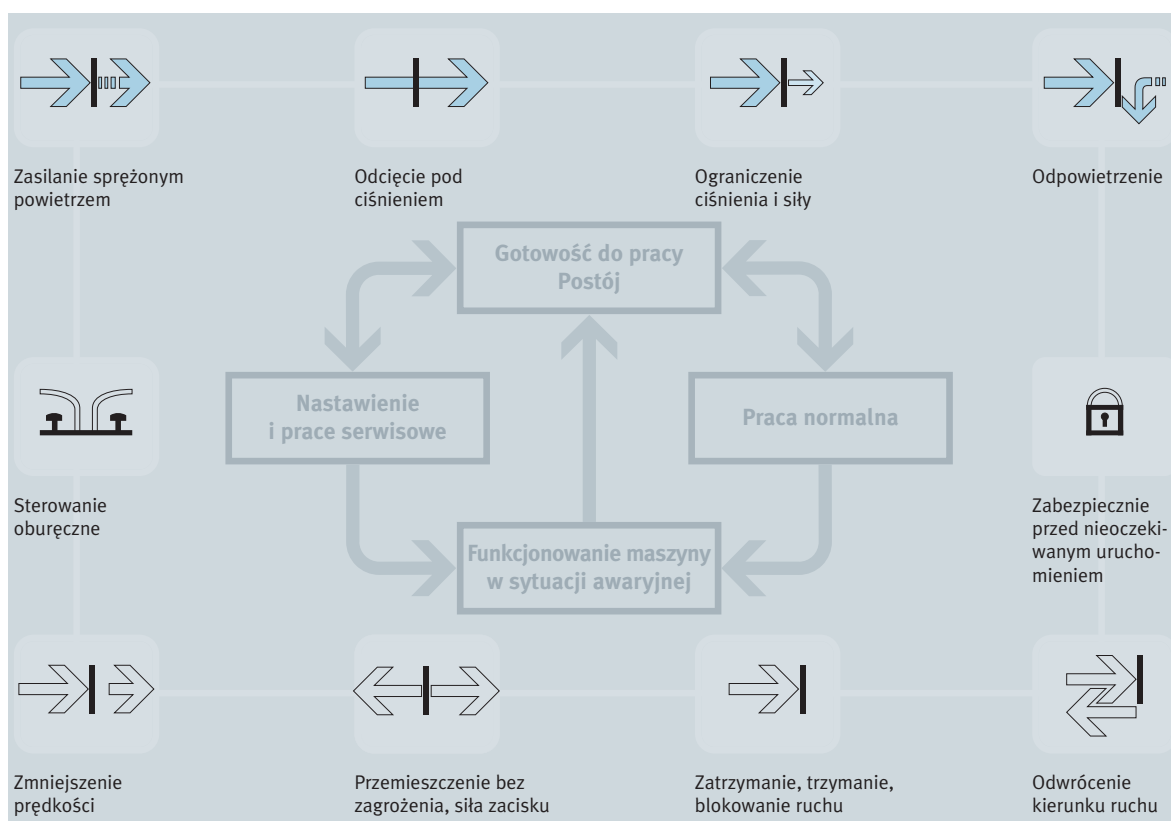 Zasilanie sprężonym
powietrzem
Odcięcie pod
ciśnieniem
Ograniczenie
ciśnienia i siły
Odpowietrzenie
Gotowość do pracy
Postój
Nastawienie
i prace serwisowe
Praca normalna
Sterowanie
oburęczne
Zabezpiecznie
przed nieoczeki-
wanym urucho-
mieniem
Funkcjonowanie maszyny
w sytuacji awaryjnej
Zmniejszenie
prędkości
Przemieszczenie bez
zagrożenia, siła zacisku
Zatrzymanie, trzymanie,
blokowanie ruchu
Odwrócenie
kierunku ruchu